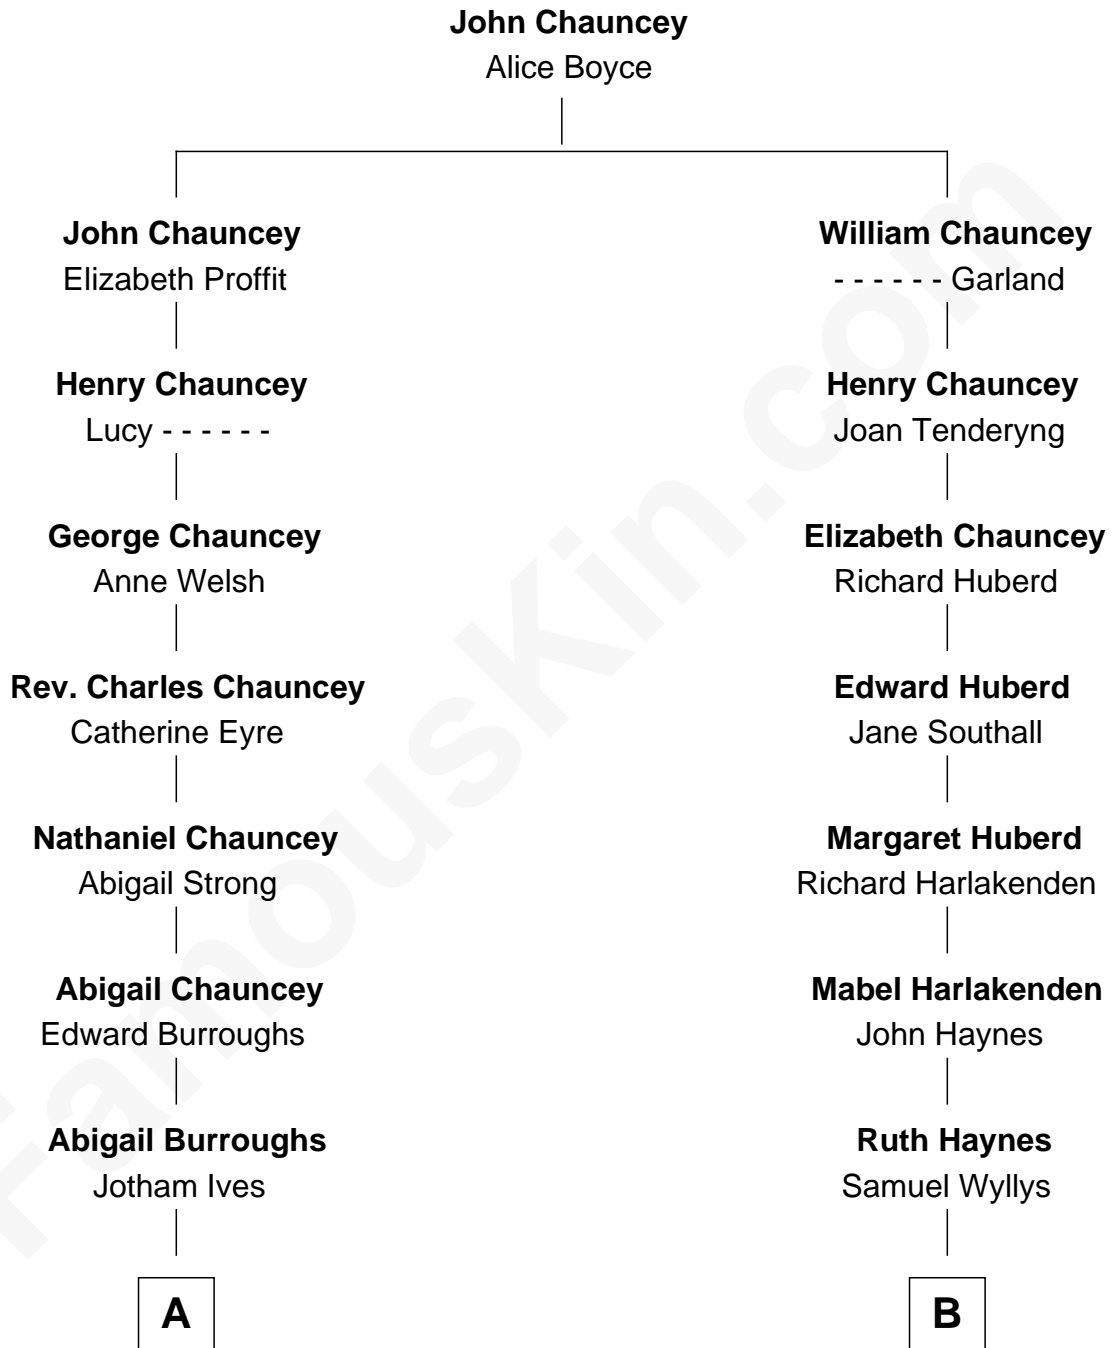 John Chauncey
Alice Boyce
John Chauncey
Elizabeth Proffit
William Chauncey
- - - - - - Garland
Henry Chauncey
Lucy - - - - - -
Henry Chauncey
Joan Tenderyng
George Chauncey
Anne Welsh
Elizabeth Chauncey
Richard Huberd
Rev. Charles Chauncey
Catherine Eyre
Edward Huberd
Jane Southall
Nathaniel Chauncey
Abigail Strong
Margaret Huberd
Richard Harlakenden
Abigail Chauncey
Edward Burroughs
Mabel Harlakenden
John Haynes
Abigail Burroughs
Jotham Ives
Ruth Haynes
Samuel Wyllys
A
B
FamousKin.com